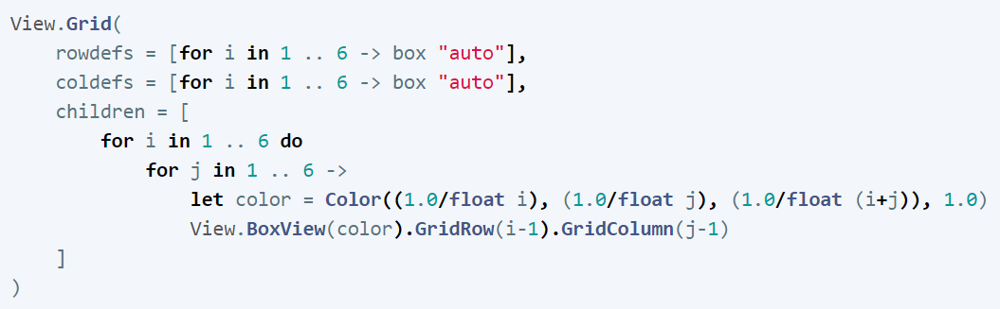 View.Grid(
    rowdefs = [for i in 1 .. 6 -> box "auto"],
    coldefs = [for i in 1 .. 6 -> box "auto"],
    children = [
        for i in 1 .. 6 do
            for j in 1 .. 6 ->
                let color = Color((1.0/float i), (1.0/float j), (1.0/float (i+j)), 1.0)
                View.BoxView(color).GridRow(i-1).GridColumn(j-1)
    ]
)